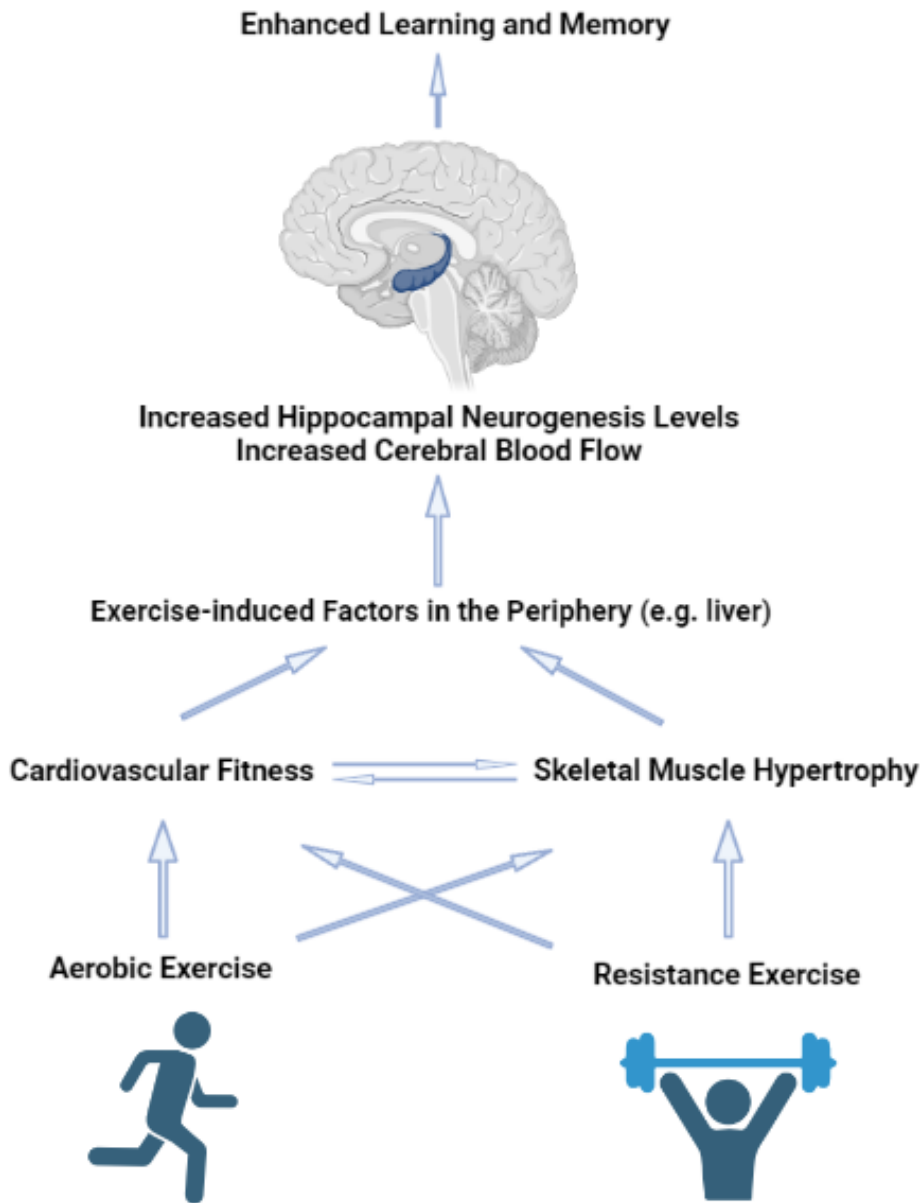 Enhanced Learning and Memory
Increased Hippocampal Neurogenesis Levels
Increased Cerebral Blood Flow
Exercise-induced Factors in the Periphery (e.g. liver)
Cardiovascular Fitness
Skeletal Muscle Hypertrophy
Aerobic Exercise
Resistance Exercise